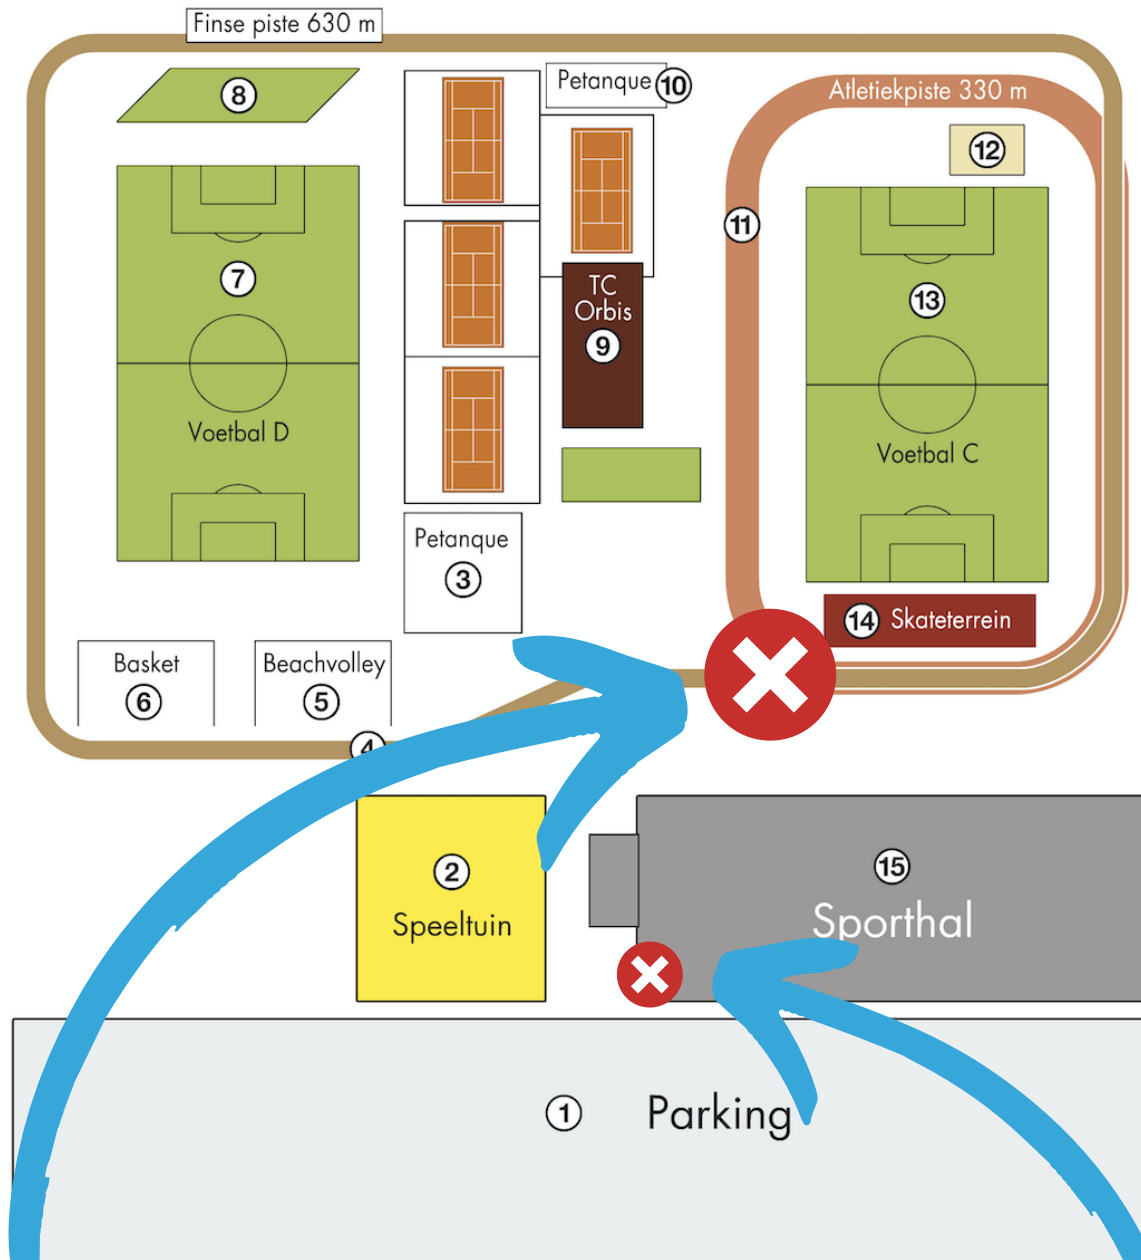 Finse piste 630 m
8
Petanque 10
Atletiekpiste 330 m
12
11
7
TC
Orbis
9
13
Voetbal D
Voetbal C
Petanque
3
14 Skateterrein
Basket
6
Beachvolley
5
4
2
Speeltuin
15
Sporthal
1 Parking